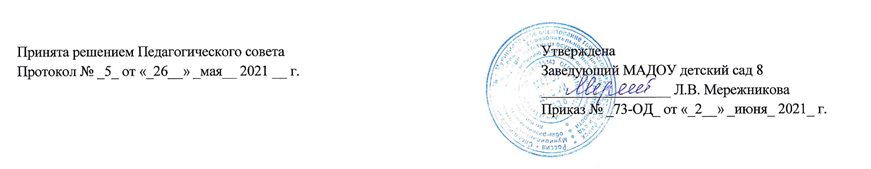 Принята решением Педагогического совета
Протокол № _5_ от «_26__» _мая__ 2021 __ г.
Утверждена
Заведующий МАДОУ детский сад 8
___________________ Л.В. Мережникова
Приказ № _73-ОД_ от «_2__» _июня_ 2021_ г.